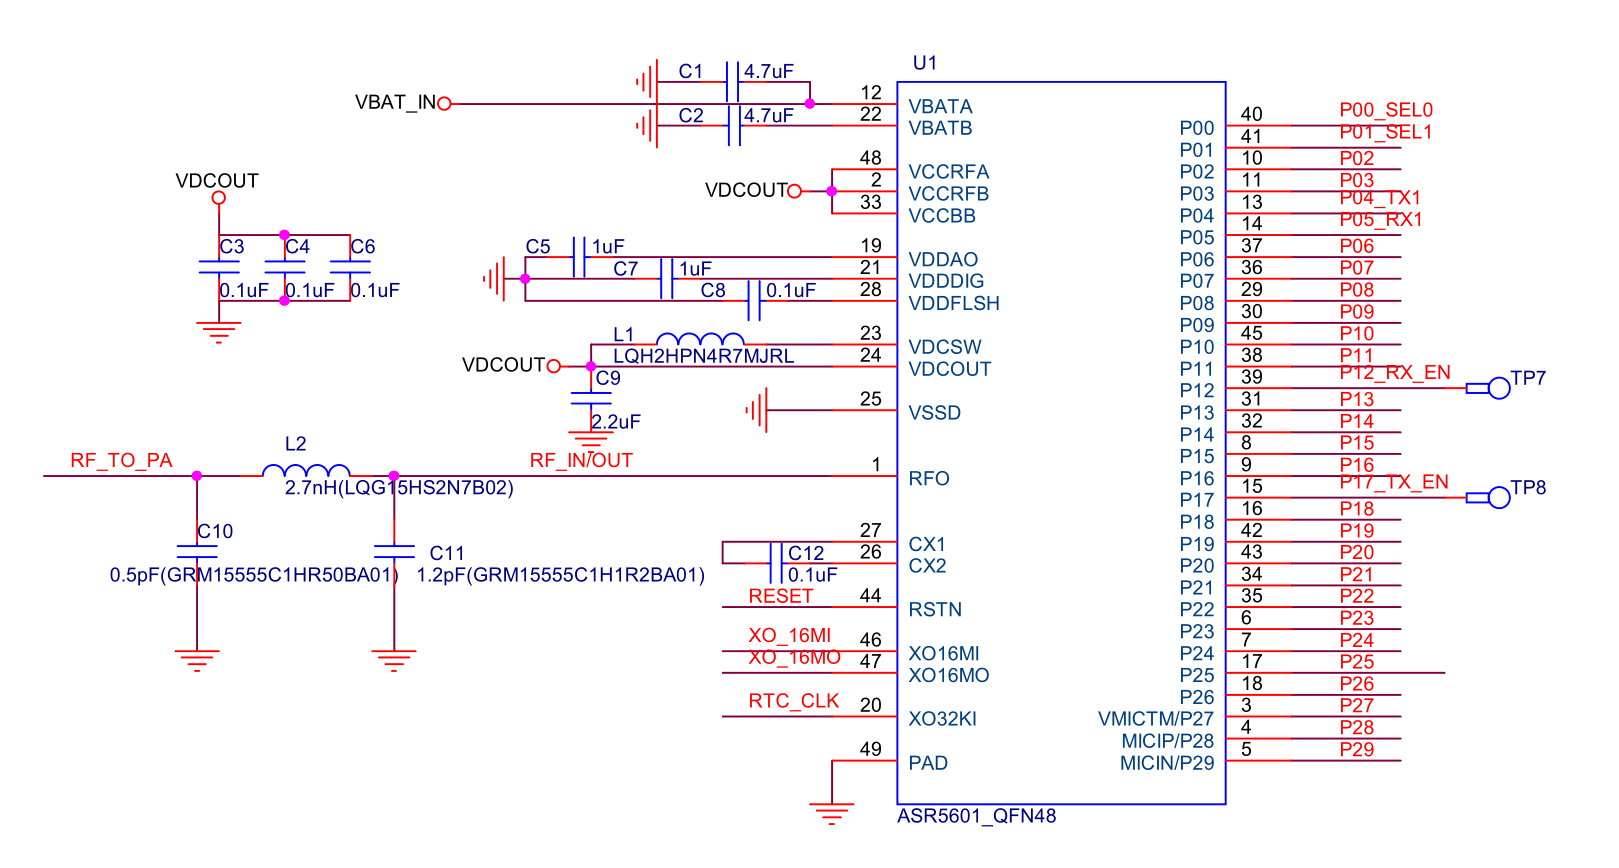 U1
C1 4.7uF
VBAT_IN
12 VBATA
C2 4.7uF
22 VBATB
48 VCCRFA
VDCOUT
2 VCCRFB
33 VCCBB
VDCOUT
C3 C4 C6
0.1uF 0.1uF 0.1uF
C5 1uF
19 VDDAO
C7 1uF
21 VDDDIG
C8 0.1uF
28 VDDFLSH
L1
LQH2HPN4R7MJRL
23 VDCSW
VDCOUT
24 VDCOUT
C9
2.2uF
25 VSSD
RF_TO_PA
L2
2.7nH(LQG15HS2N7B02)
RF_IN/OUT
1 RFO
C10
0.5pF(GRM15555C1HR50BA01)
C11
1.2pF(GRM15555C1H1R2BA01)
27 CX1
C12
0.1uF
26 CX2
RESET
44 RSTN
XO_16MI
46 XO16MI
XO_16MO
47 XO16MO
RTC_CLK
20 XO32KI
49 PAD
P00 40 P00_SEL0
P01 41 P01_SEL1
P02 10 P02
P03 11 P03
P04 13 P04_TX1
P05 14 P05_RX1
P06 37 P06
P07 36 P07
P08 29 P08
P09 30 P09
P10 45 P10
P11 38 P11
P12 39 P12_RX_EN TP7
P13 31 P13
P14 32 P14
P15 8 P15
P16 9 P16
P17 15 P17_TX_EN TP8
P18 16 P18
P19 42 P19
P20 43 P20
P21 34 P21
P22 35 P22
P23 6 P23
P24 7 P24
P25 17 P25
P26 18 P26
VMICTM/P27 3 P27
MICIP/P28 4 P28
MICIN/P29 5 P29
ASR5601_QFN48